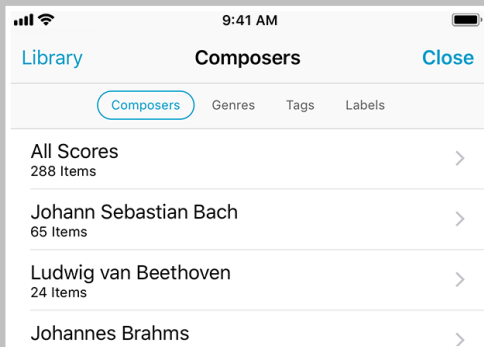 9:41 AM
Library Composers Close
Composers Genres Tags Labels
All Scores
288 Items
Johann Sebastian Bach
65 Items
Ludwig van Beethoven
24 Items
Johannes Brahms